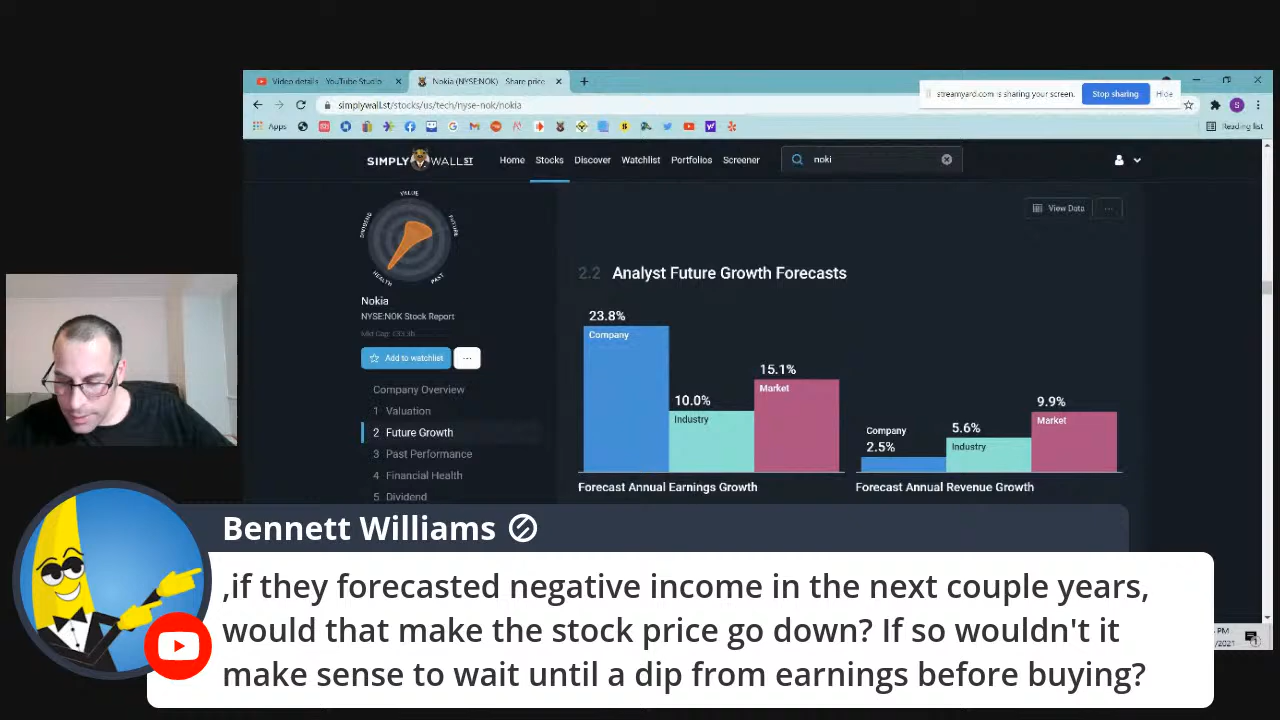 Video details - YouTube Studio
Nokia (NYSE:NOK) - Share price
streamyard.com is sharing your screen.
Stop sharing
Hide
simplywall.st/stocks/us/tech/nyse-nok/nokia
Apps
Reading list
SIMPLY WALL ST
Home
Stocks
Discover
Watchlist
Portfolios
Screener
noki
VALUE
FUTURE
PAST
HEALTH
DIVIDEND
View Data
2.2 Analyst Future Growth Forecasts
Nokia
NYSE:NOK Stock Report
Add to watchlist
Company Overview
1 Valuation
2 Future Growth
3 Past Performance
4 Financial Health
5 Dividend
23.8%
Company
10.0%
Industry
15.1%
Market
Forecast Annual Earnings Growth
Company
2.5%
5.6%
Industry
9.9%
Market
Forecast Annual Revenue Growth
PM
/2021
Bennett Williams
,if they forecasted negative income in the next couple years,
would that make the stock price go down? If so wouldn't it
make sense to wait until a dip from earnings before buying?